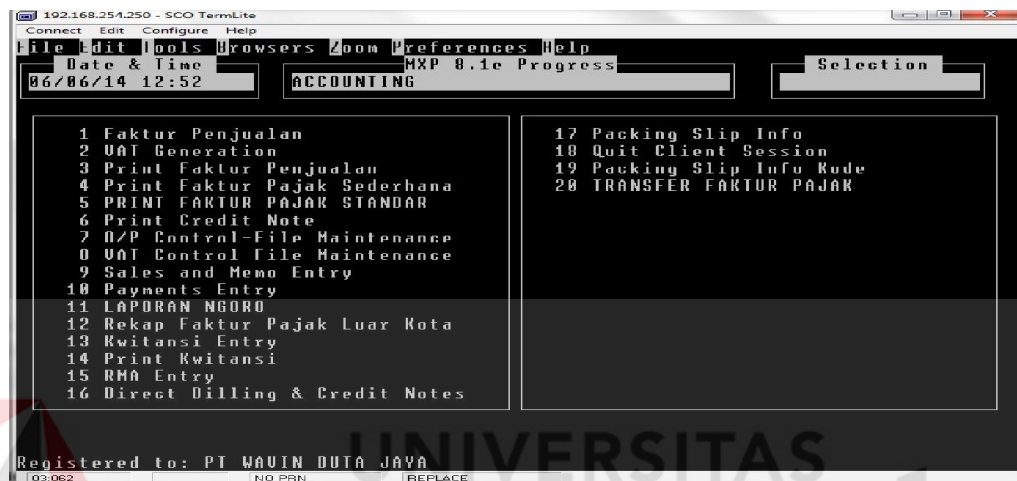 192.168.254.250 - SCO TermLite
Connect Edit Configure Help
File Edit Tools Browsers Zoom Preferences Help
Date & Time
MXP 8.1e Progress
Selection
06/06/14 12:52
ACCOUNTING
1 Faktur Penjualan
2 VAT Generation
3 Print Faktur Penjualan
4 Print Faktur Pajak Sederhana
5 PRINT FAKTUR PAJAK STANDAR
6 Print Credit Note
7 O/P Control-File Maintenance
8 VAT Control File Maintenance
9 Sales and Memo Entry
10 Payments Entry
11 LAPORAN NGORO
12 Rekap Faktur Pajak Luar Kota
13 Kwitansi Entry
14 Print Kwitansi
15 RMA Entry
16 Direct Billing & Credit Notes
17 Packing Slip Info
18 Quit Client Session
19 Packing Slip Info Kude
20 TRANSFER FAKTUR PAJAK
UNIVERSITAS
Registered to: PT WAVIN DUTA JAYA
03:062 NO PRN REPLACE